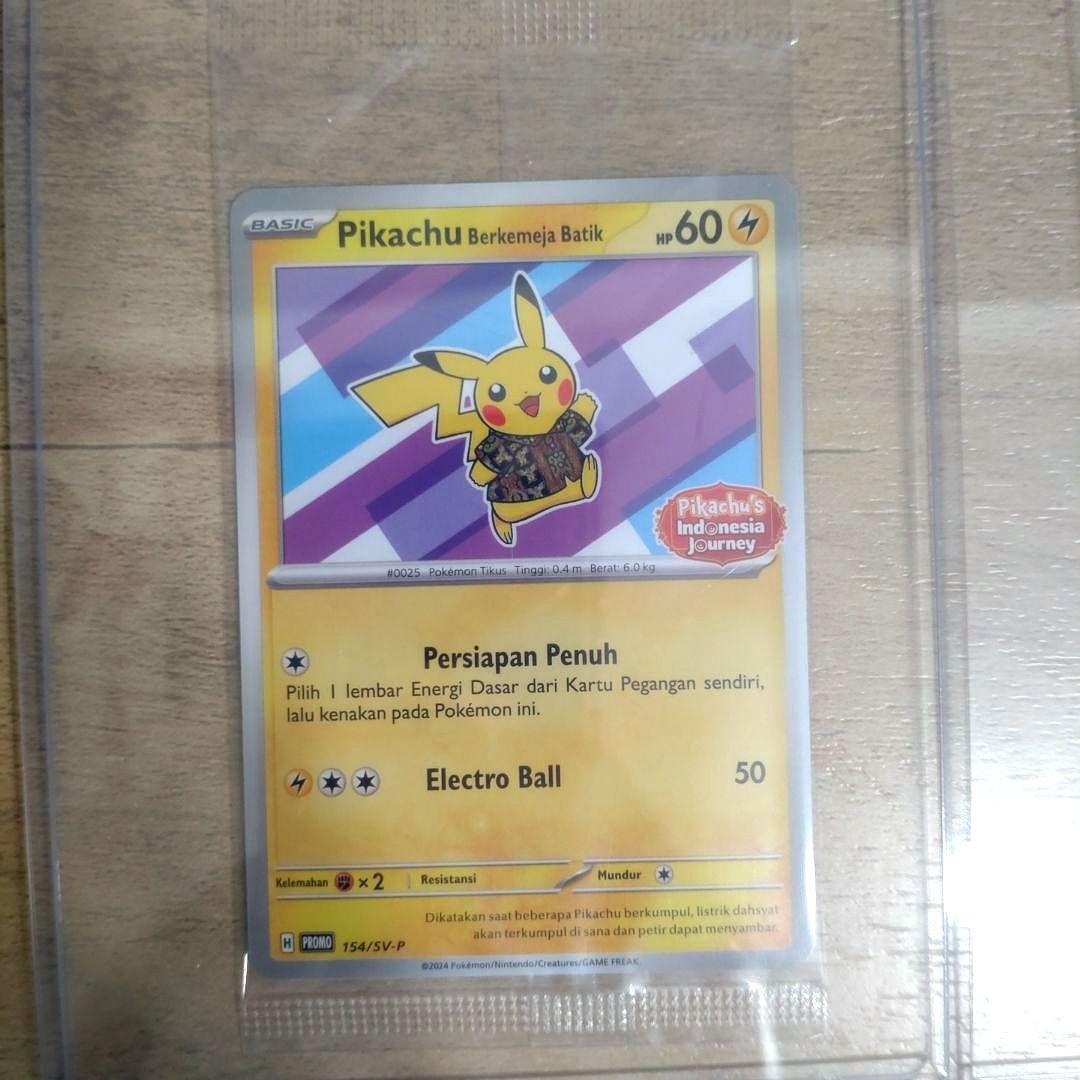 BASIC
Pikachu Berkemeja Batik HP 60
Pikachu's
Indonesia
Journey
#0025 Pokémon Tikus Tinggi: 0.4 m Berat: 6.0 kg
Persiapan Penuh
Pilih 1 lembar Energi Dasar dari Kartu Pegangan sendiri,
lalu kenakan pada Pokémon ini.
Electro Ball 50
Kelemahan ×2 Resistansi Mundur
Dikatakan saat beberapa Pikachu berkumpul, listrik dahsyat
akan terkumpul di sana dan petir dapat menyambar.
H PROMO 154/SV-P
©2024 Pokémon/Nintendo/Creatures/GAME FREAK.